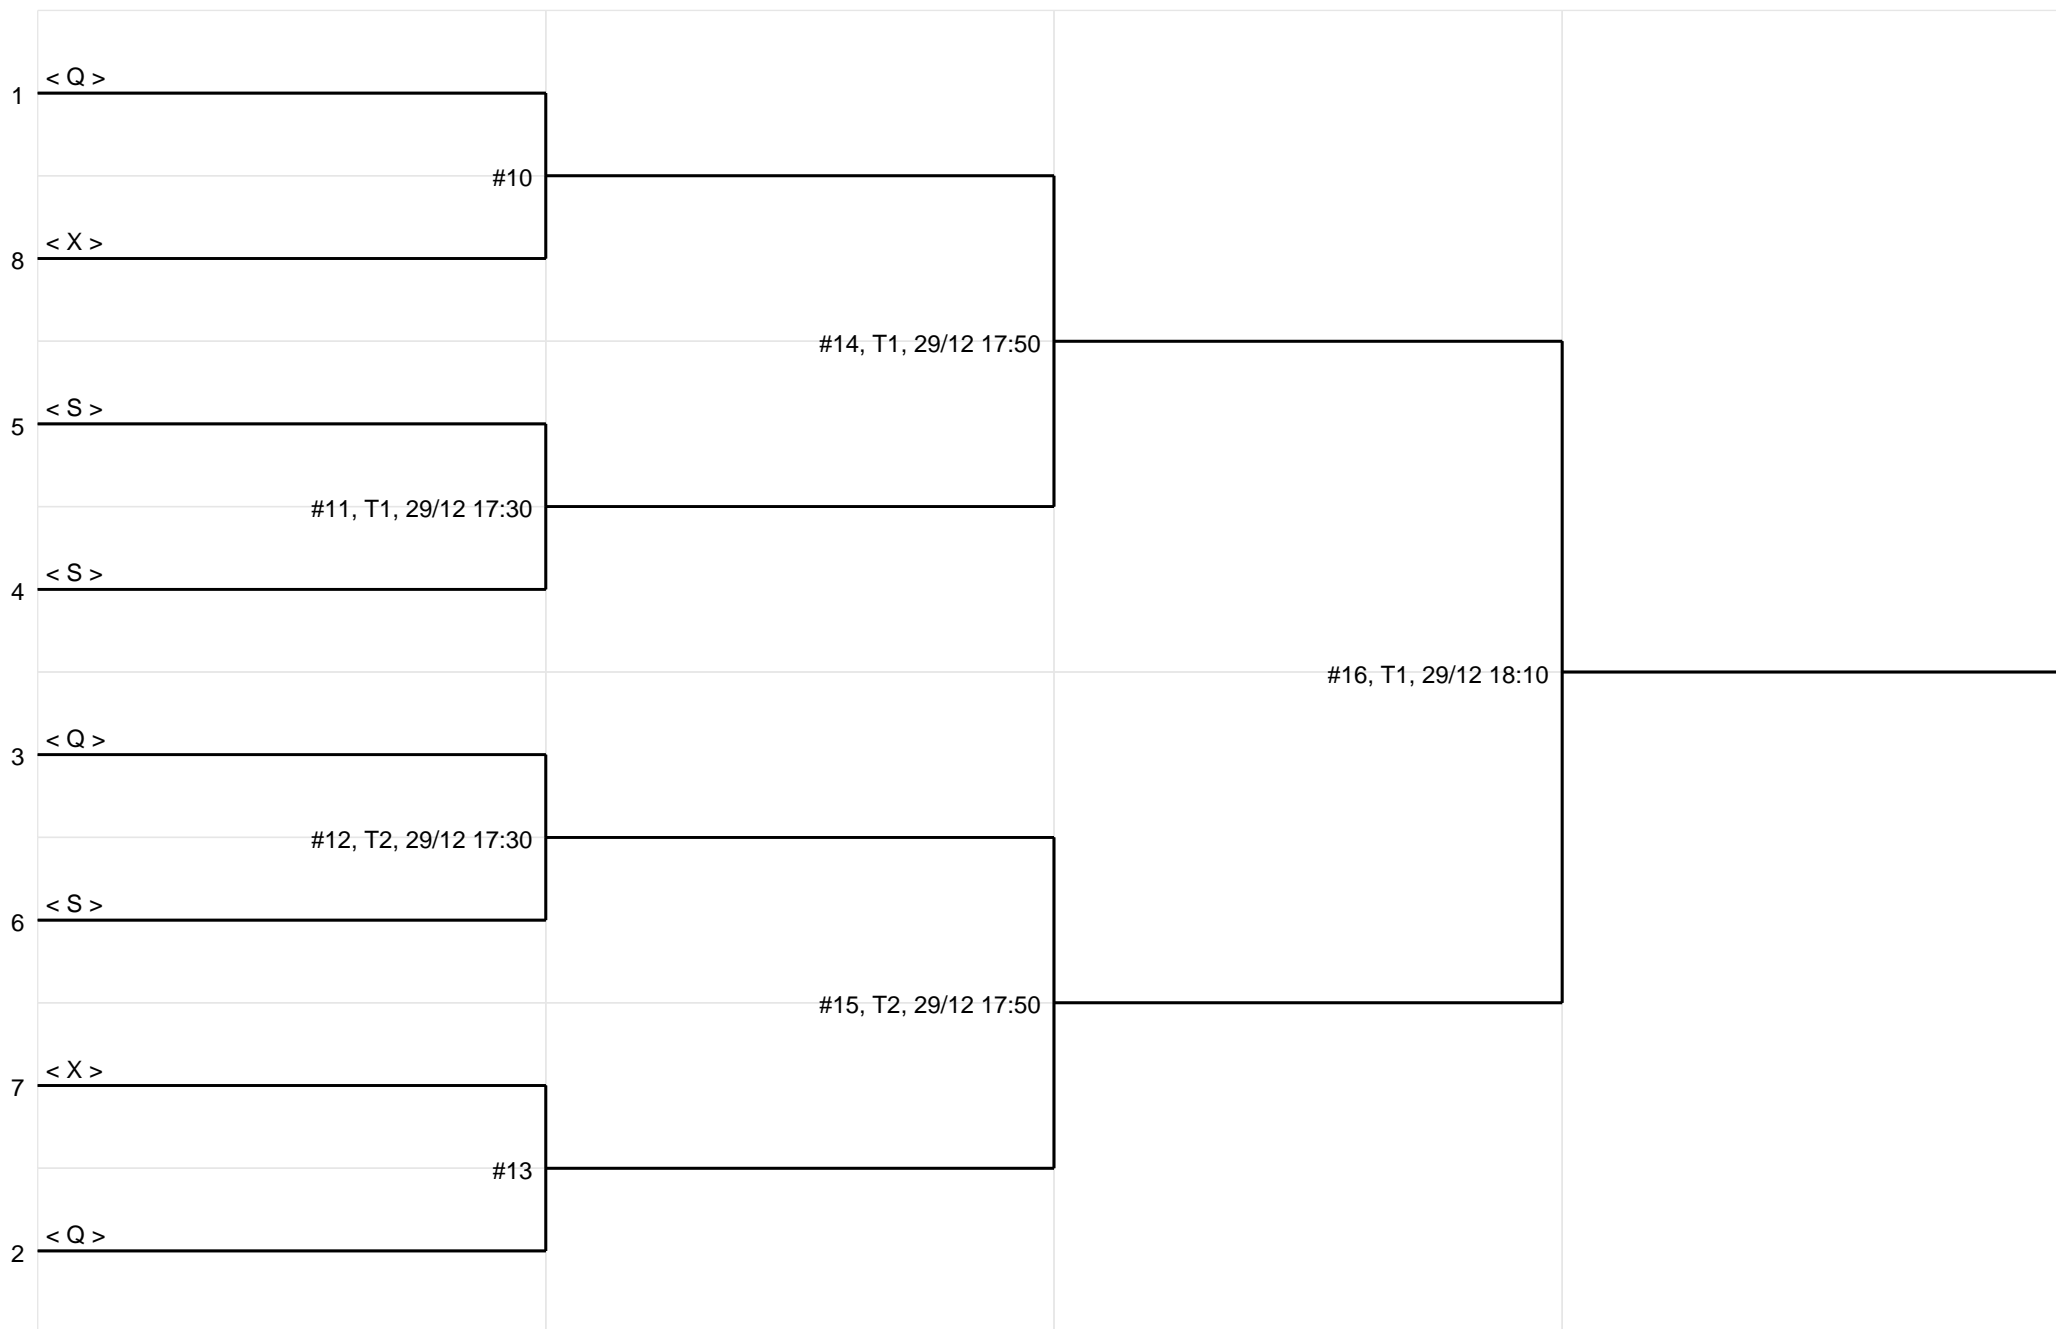 < Q >
1
#10
< X >
8
#14, T1, 29/12 17:50
< S >
5
#11, T1, 29/12 17:30
< S >
4
#16, T1, 29/12 18:10
< Q >
3
#12, T2, 29/12 17:30
< S >
6
#15, T2, 29/12 17:50
< X >
7
#13
< Q >
2